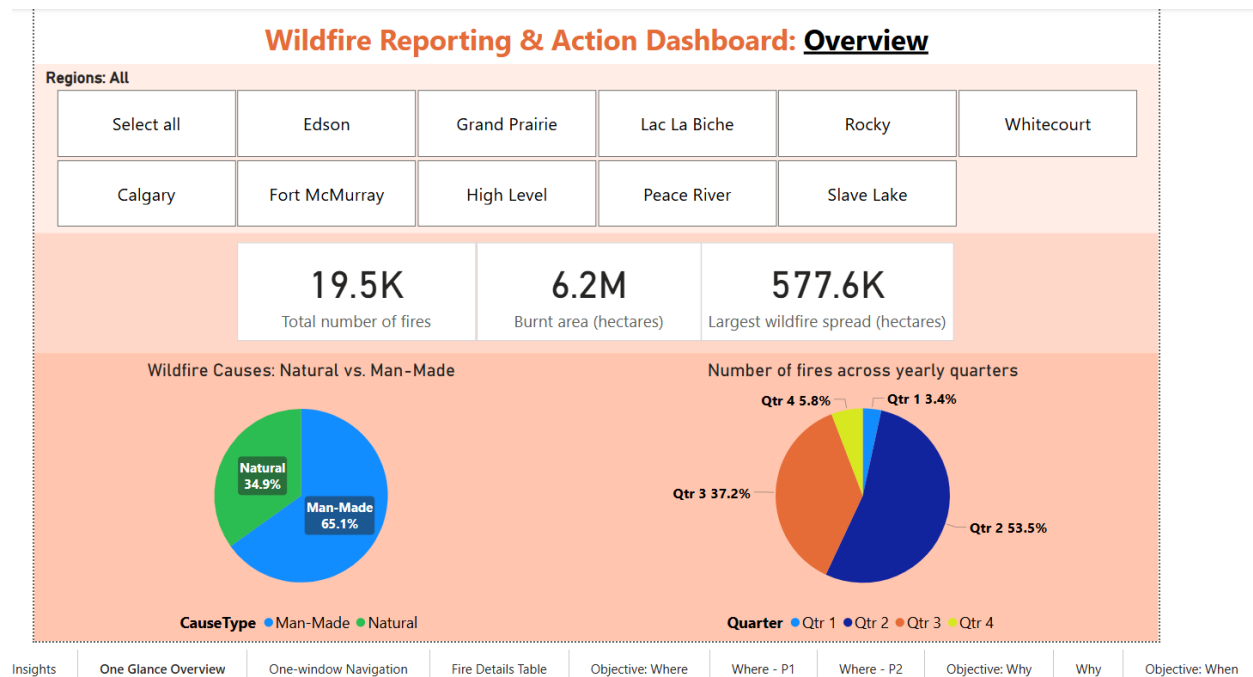 Wildfire Reporting & Action Dashboard: Overview
Regions: All
Select all
Edson
Grand Prairie
Lac La Biche
Rocky
Whitecourt
Calgary
Fort McMurray
High Level
Peace River
Slave Lake
19.5K
Total number of fires
6.2M
Burnt area (hectares)
577.6K
Largest wildfire spread (hectares)
Wildfire Causes: Natural vs. Man-Made
Natural
34.9%
Man-Made
65.1%
CauseType Man-Made Natural
Number of fires across yearly quarters
Qtr 4 5.8%
Qtr 1 3.4%
Qtr 3 37.2%
Qtr 2 53.5%
Quarter Qtr 1 Qtr 2 Qtr 3 Qtr 4
Insights
One Glance Overview
One-window Navigation
Fire Details Table
Objective: Where
Where - P1
Where - P2
Objective: Why
Why
Objective: When